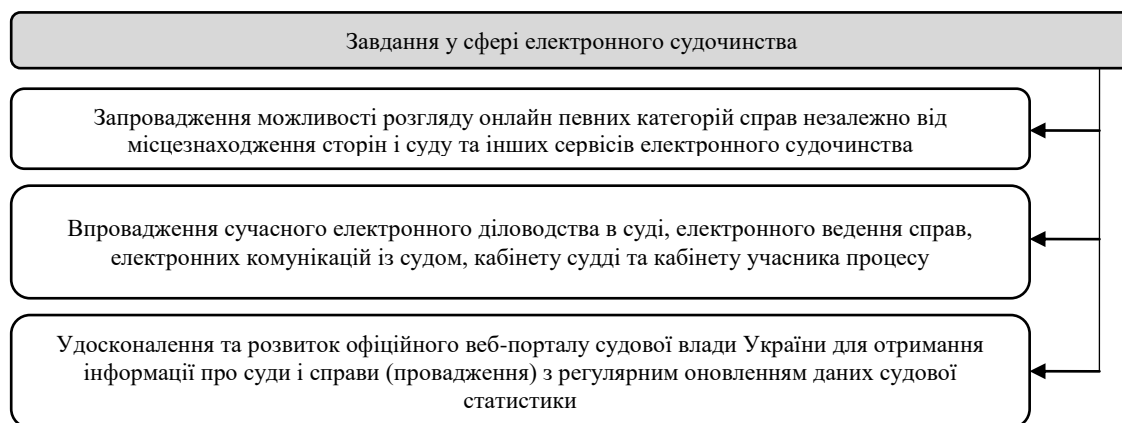 Завдання у сфері електронного судочинства
Запровадження можливості розгляду онлайн певних категорій справ незалежно від
місцезнаходження сторін і суду та інших сервісів електронного судочинства
Впровадження сучасного електронного діловодства в суді, електронного ведення справ,
електронних комунікацій із судом, кабінету судді та кабінету учасника процесу
Удосконалення та розвиток офіційного веб-порталу судової влади України для отримання
інформації про суди і справи (провадження) з регулярним оновленням даних судової
статистики